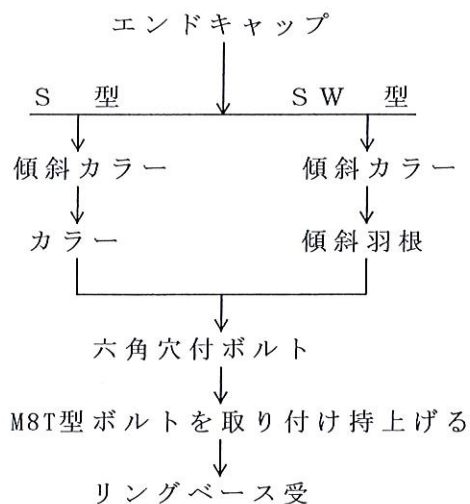 エンドキャップ
S 型 SW 型
傾斜カラー 傾斜カラー
カラー 傾斜羽根
六角穴付ボルト
M8T型ボルトを取り付け持上げる
リングベース受